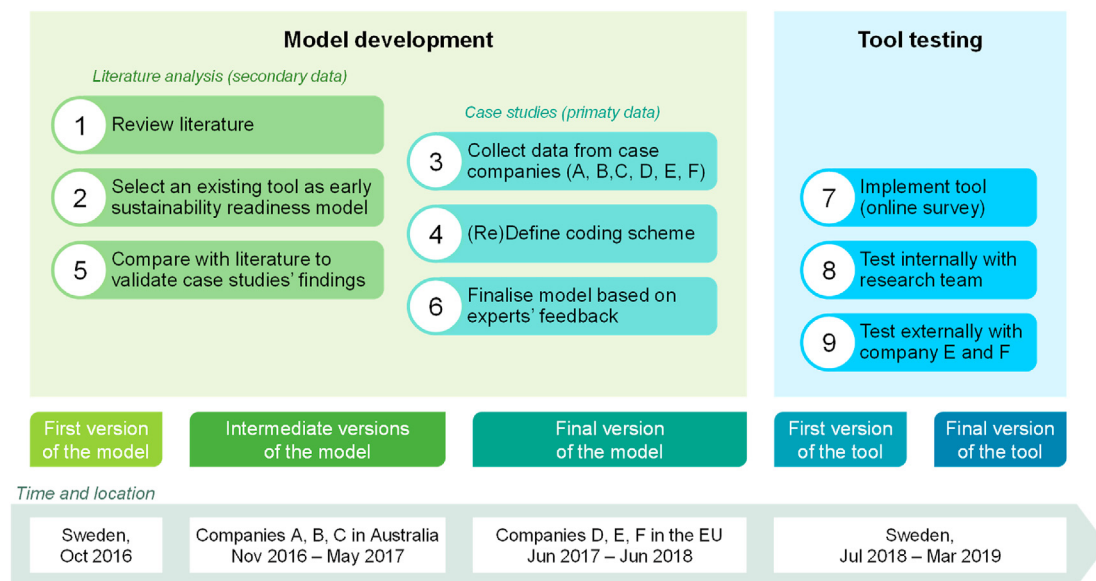 Model development
Tool testing
Literature analysis (secondary data)
1
Review literature
2
Select an existing tool as early
sustainability readiness model
5
Compare with literature to
validate case studies' findings
Case studies (primaty data)
3
Collect data from case
companies (A, B,C, D, E, F)
4
(Re)Define coding scheme
6
Finalise model based on
experts' feedback
7
Implement tool
(online survey)
8
Test internally with
research team
9
Test externally with
company E and F
First version
of the model
Intermediate versions
of the model
Final version
of the model
First version
of the tool
Final version
of the tool
Time and location
Sweden,
Oct 2016
Companies A, B, C in Australia
Nov 2016 – May 2017
Companies D, E, F in the EU
Jun 2017 – Jun 2018
Sweden,
Jul 2018 – Mar 2019